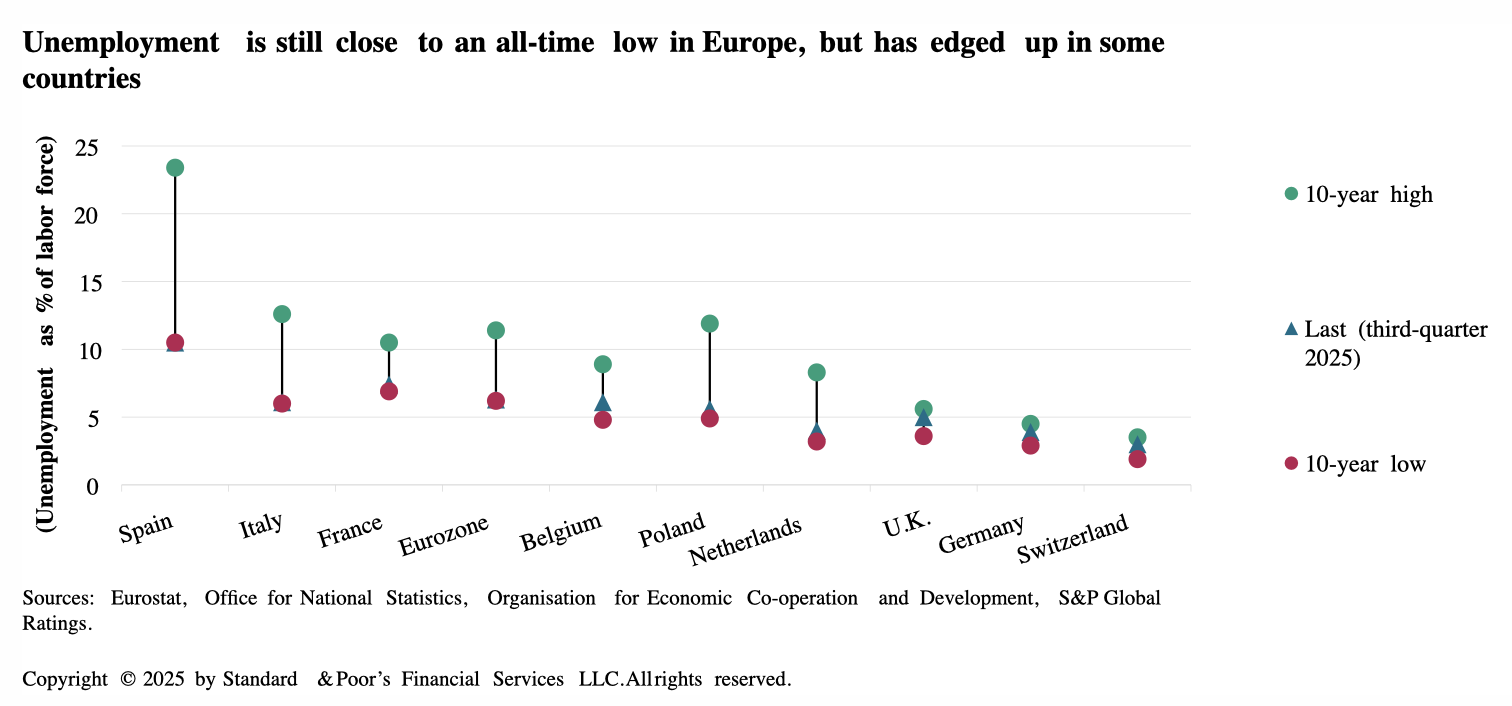 Unemployment is still close to an all-time low in Europe, but has edged up in some
countries
(Unemployment as % of labor force)
25
20
15
10
5
0
Spain
Italy
France
Eurozone
Belgium
Poland
Netherlands
U.K.
Germany
Switzerland
10-year high
Last (third-quarter
2025)
10-year low
Sources: Eurostat, Office for National Statistics, Organisation for Economic Co-operation and Development, S&P Global
Ratings.
Copyright © 2025 by Standard &Poor's Financial Services LLC.Allrights reserved.